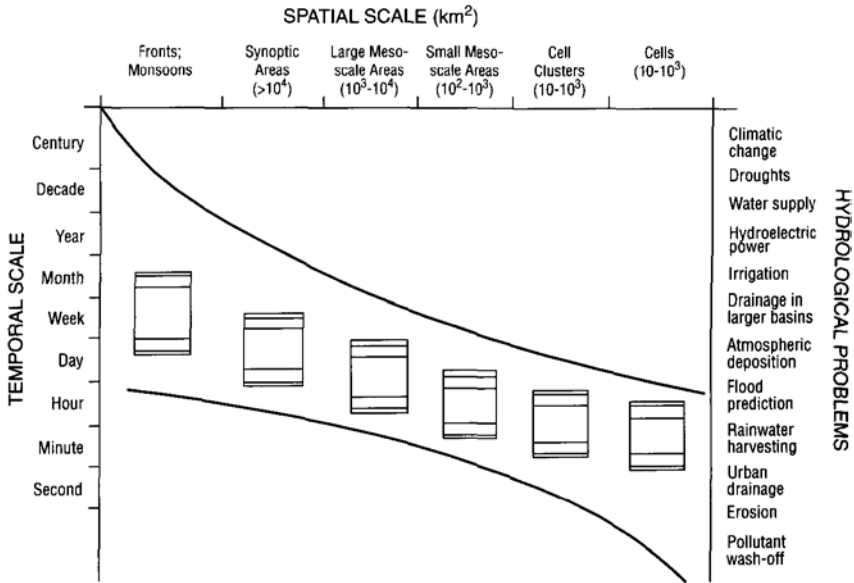 SPATIAL SCALE (km²)
Fronts;
Monsoons
Synoptic
Areas
(>10⁴)
Large Meso-
scale Areas
(10³-10⁴)
Small Meso-
scale Areas
(10²-10³)
Cell
Clusters
(10-10³)
Cells
(10-10³)
TEMPORAL SCALE
Century
Decade
Year
Month
Week
Day
Hour
Minute
Second
HYDROLOGICAL PROBLEMS
Climatic
change
Droughts
Water supply
Hydroelectric
power
Irrigation
Drainage in
larger basins
Atmospheric
deposition
Flood
prediction
Rainwater
harvesting
Urban
drainage
Erosion
Pollutant
wash-off